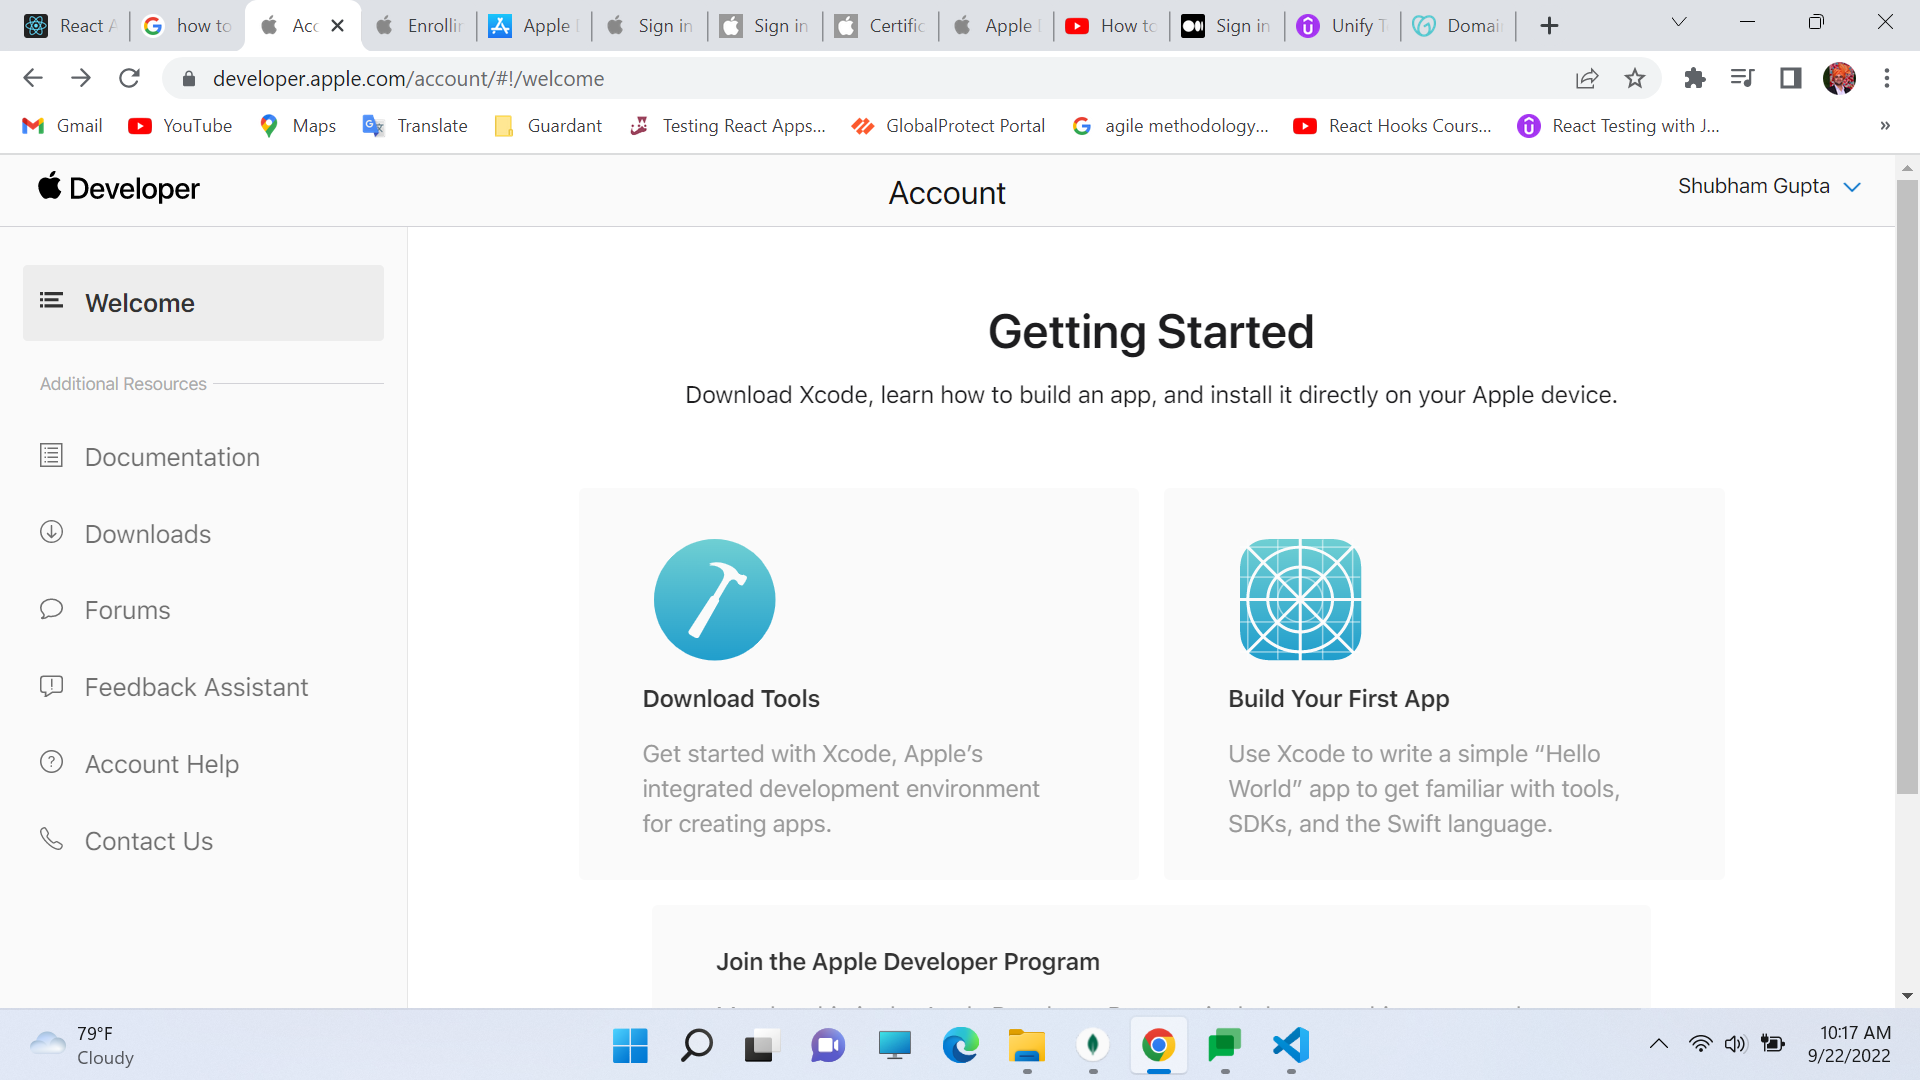 React A
how to
Acc
Enrollin
Apple
Sign in
Sign in
Certific
Apple
How to
Sign in
Unify T
Domai
developer.apple.com/account/#!/welcome
Gmail
YouTube
Maps
Translate
Guardant
Testing React Apps...
GlobalProtect Portal
agile methodology...
React Hooks Cours...
React Testing with J...
»
Developer
Account
Shubham Gupta
Welcome
Additional Resources
Documentation
Downloads
Forums
Feedback Assistant
Account Help
Contact Us
Getting Started
Download Xcode, learn how to build an app, and install it directly on your Apple device.
Download Tools
Get started with Xcode, Apple’s
integrated development environment
for creating apps.
Build Your First App
Use Xcode to write a simple “Hello
World” app to get familiar with tools,
SDKs, and the Swift language.
Join the Apple Developer Program
79°F
Cloudy
10:17 AM
9/22/2022